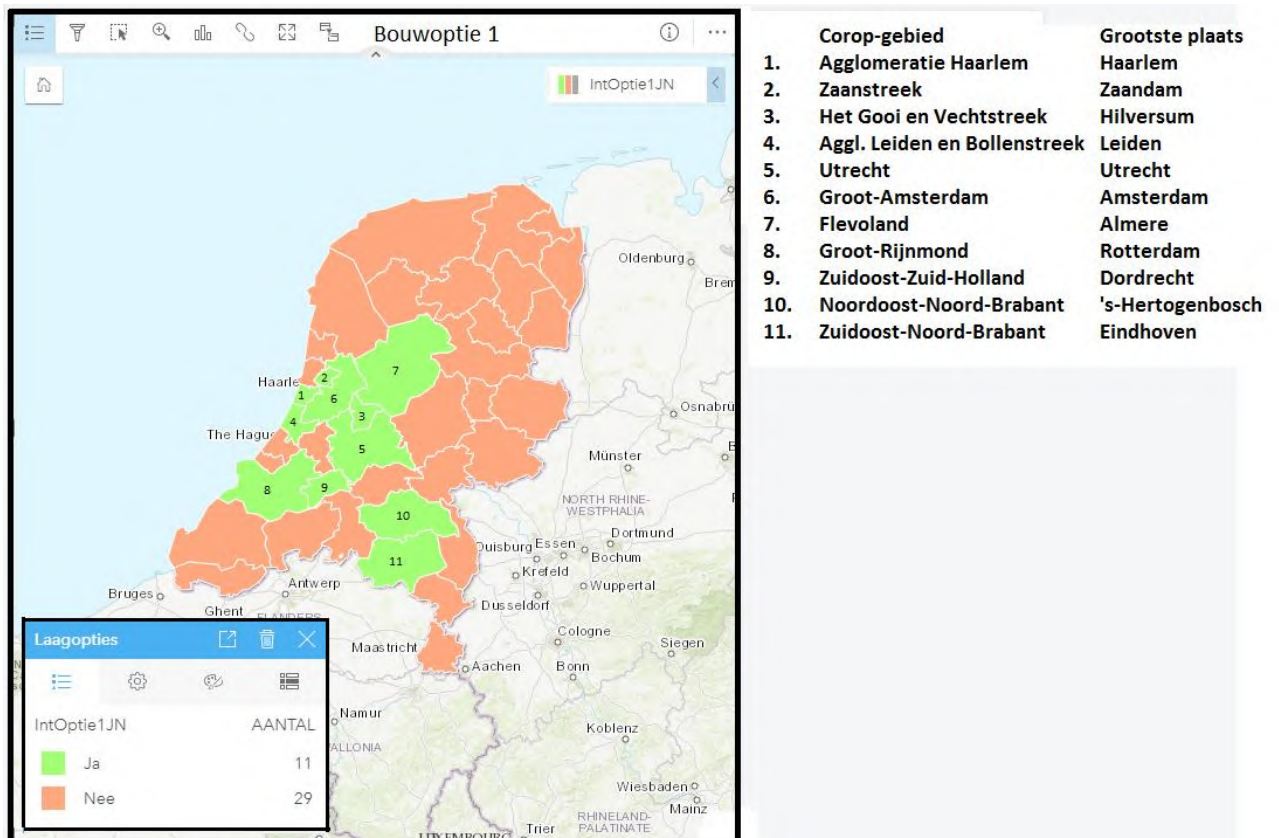 Bouwoptie 1
IntOptie1JN
Oldenburg
Brem
Haarle
Osnabrü
The Hague
Münster
NORTH RHINE-
WESTPHALIA
Dortmund
Duisburg Essen
Bochum
Krefeld
Wuppertal
Antwerp
Dusseldorf
Bruges
Ghent
FLANDERS
Cologne
Siegen
Maastricht
Aachen
Bonn
Namur
ALLONIA
Koblenz
Wiesbaden
Mainz
RHINELAND-
PALATINATE
Trier
LUXEMBOURG
1
2
3
4
5
6
7
8
9
10
11
Laagopties
IntOptie1JN AANTAL
Ja 11
Nee 29
Corop-gebied Grootste plaats
1. Agglomeratie Haarlem Haarlem
2. Zaanstreek Zaandam
3. Het Gooi en Vechtstreek Hilversum
4. Aggl. Leiden en Bollenstreek Leiden
5. Utrecht Utrecht
6. Groot-Amsterdam Amsterdam
7. Flevoland Almere
8. Groot-Rijnmond Rotterdam
9. Zuidoost-Zuid-Holland Dordrecht
10. Noordoost-Noord-Brabant 's-Hertogenbosch
11. Zuidoost-Noord-Brabant Eindhoven